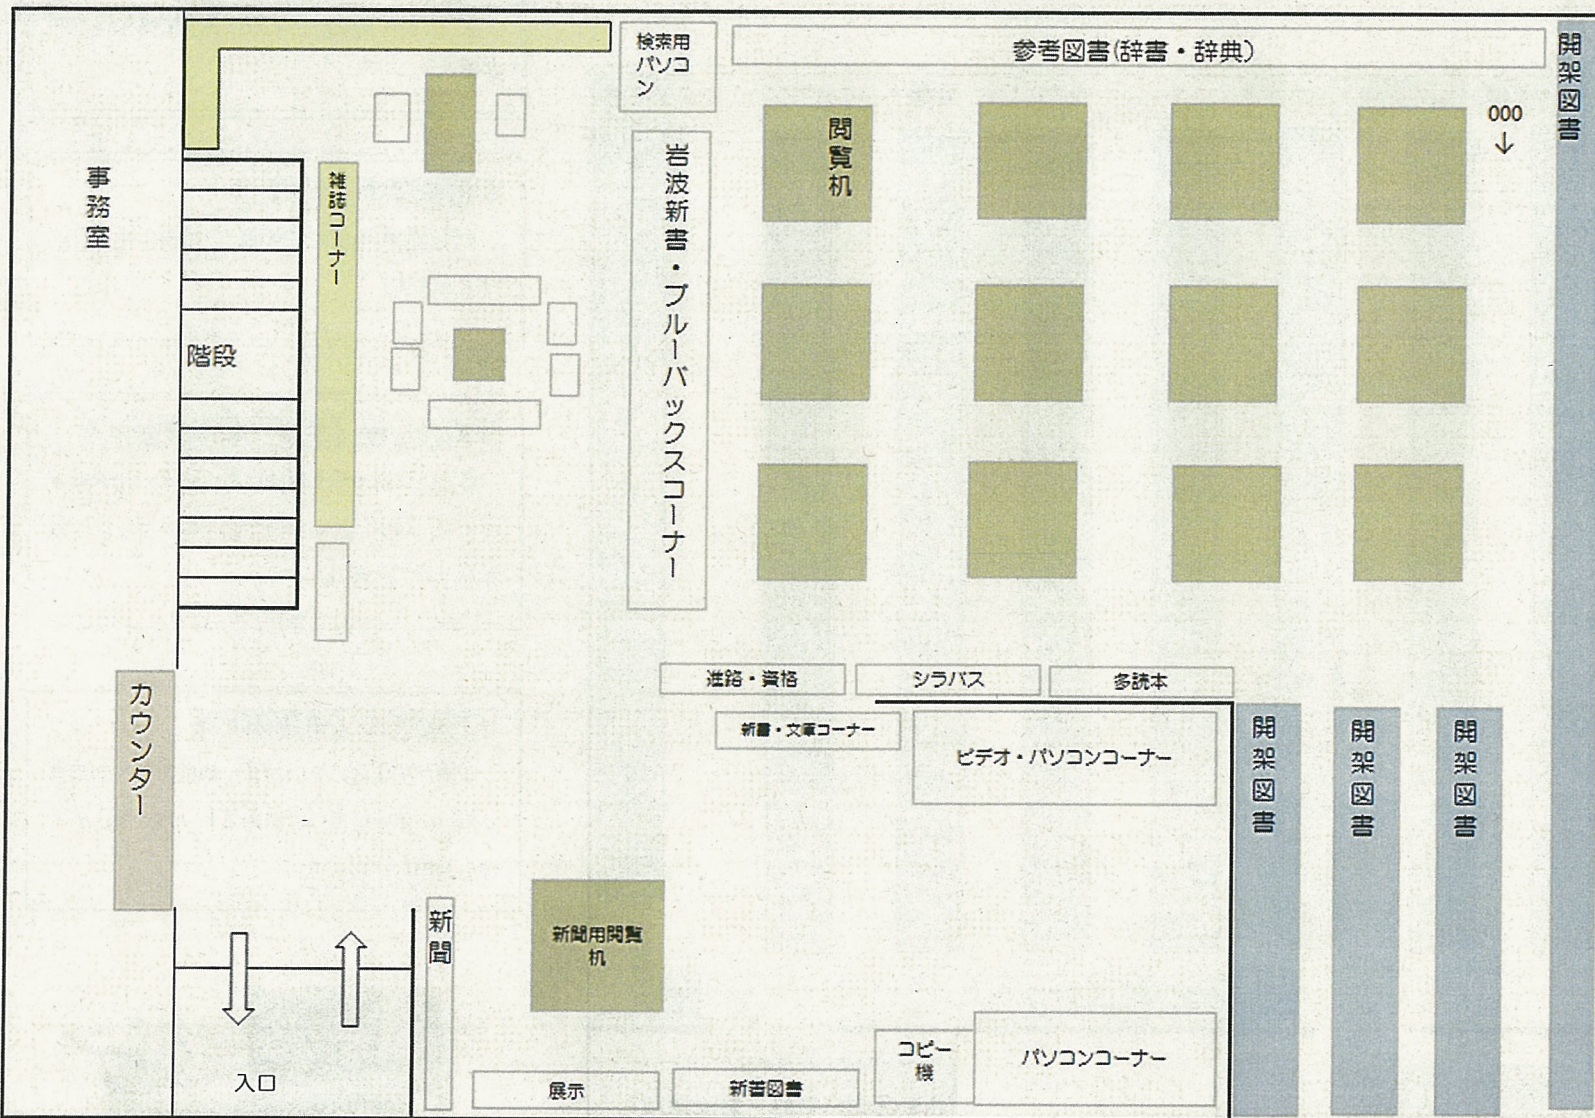 検索用
パソコ
ン
参考図書(辞書・辞典)
開架図書
000
↓
閲覧机
事務室
雑誌コーナー
岩波新書・ブルーバックスコーナー
階段
カウンター
進路・資格
シラバス
多読本
新書・文庫コーナー
ビデオ・パソコンコーナー
開架図書
開架図書
開架図書
新聞
新聞用閲覧
机
入口
展示
新着図書
コピー
機
パソコンコーナー